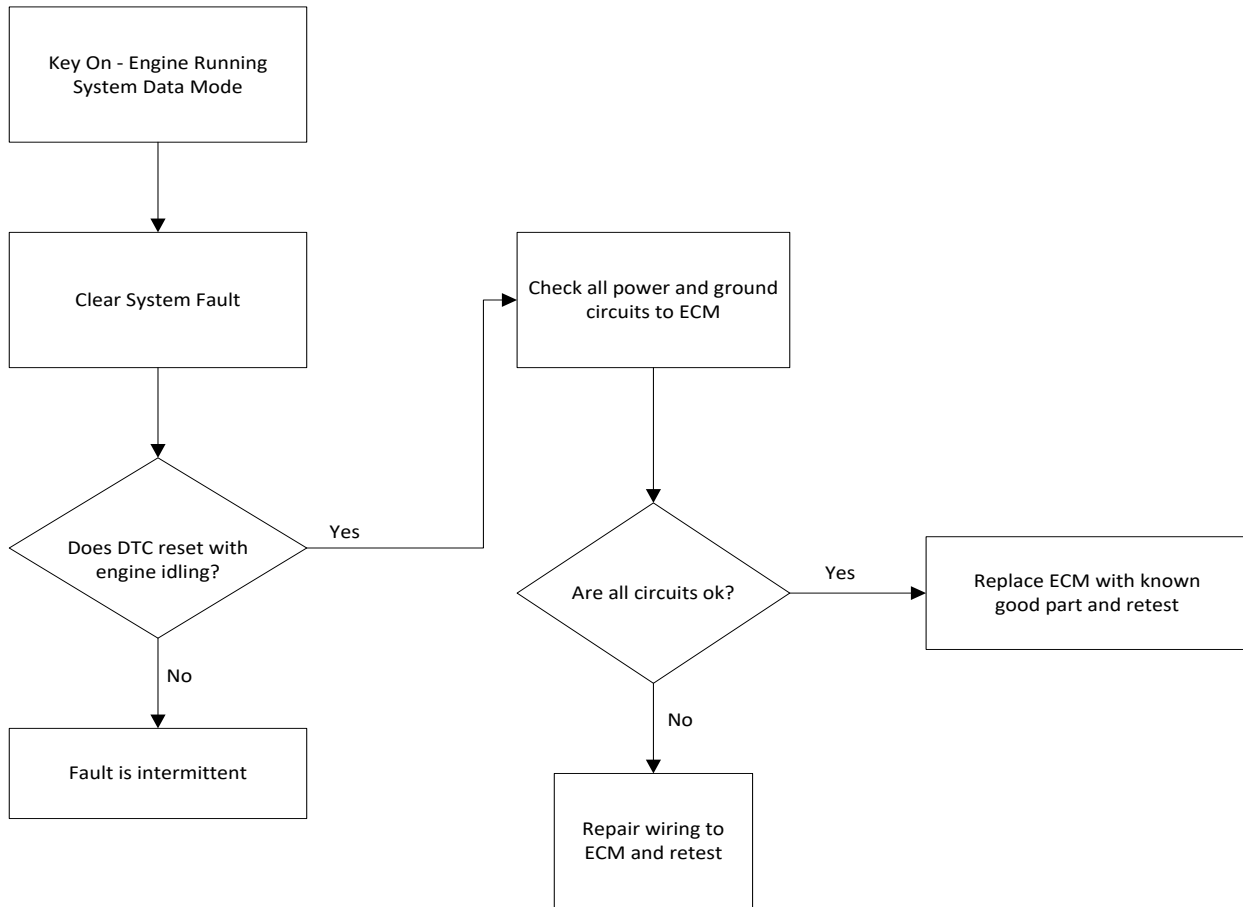 Key On - Engine Running
System Data Mode
Clear System Fault
Does DTC reset with
engine idling?
Yes
No
Fault is intermittent
Check all power and ground
circuits to ECM
Are all circuits ok?
Yes
No
Replace ECM with known
good part and retest
Repair wiring to
ECM and retest